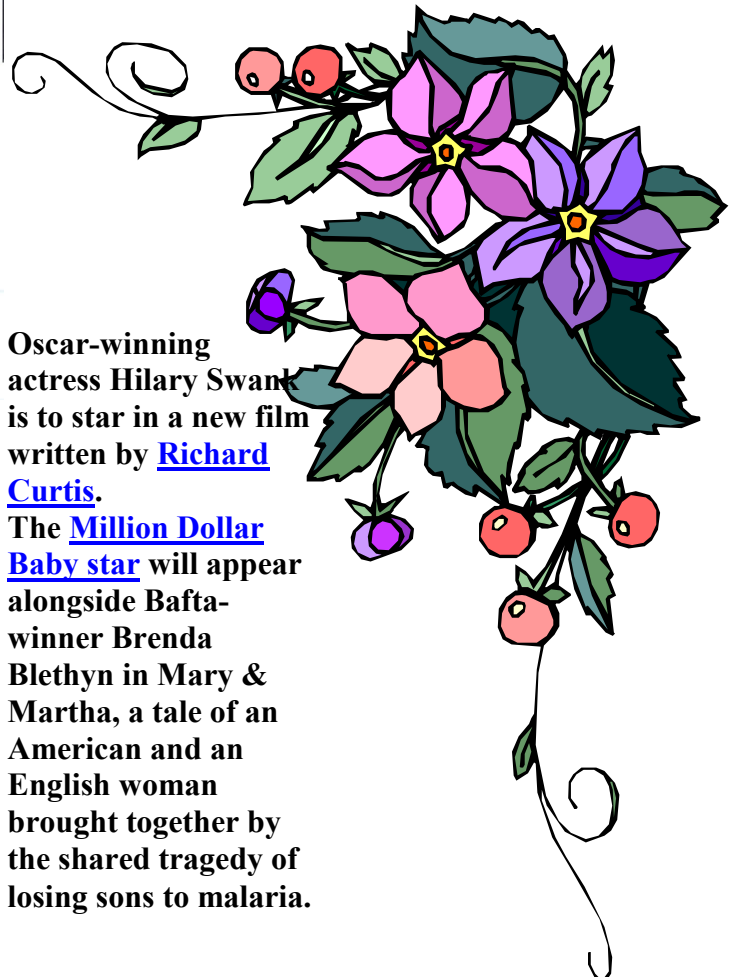 Oscar-winning
actress Hilary Swank
is to star in a new film
written by Richard
Curtis.
The Million Dollar
Baby star will appear
alongside Bafta-
winner Brenda
Blethyn in Mary &
Martha, a tale of an
American and an
English woman
brought together by
the shared tragedy of
losing sons to malaria.